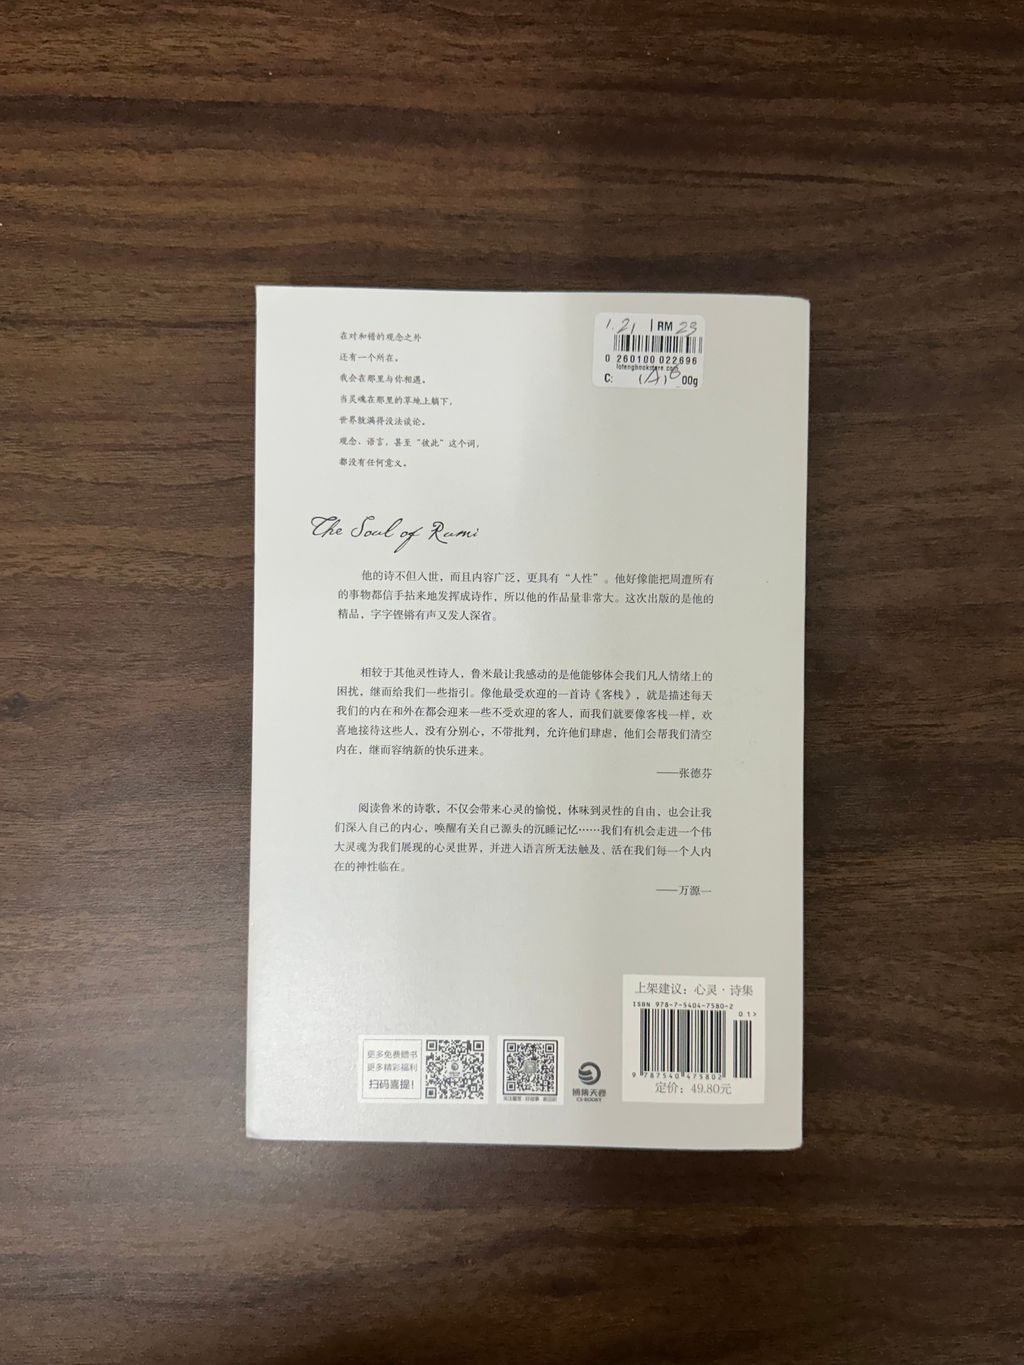 在对和错的观念之外
还有一个所在。
我会在那里与你相遇。
当灵魂在那里的草地上躺下，
世界就满得没法谈论。
观念、语言，甚至“彼此”这个词，
都没有任何意义。
1.21 | RM 23
0 260100 022696
lotengbookstore.com
C: (A) 00g
The Soul of Rumi
他的诗不但入世，而且内容广泛，更具有“人性”。他好像能把周遭所有
的事物都信手拈来地发挥成诗作，所以他的作品量非常大。这次出版的是他的
精品，字字铿锵有声又发人深省。
相较于其他灵性诗人，鲁米最让我感动的是他能够体会我们凡人情绪上的
困扰，继而给我们一些指引。像他最受欢迎的一首诗《客栈》，就是描述每天
我们的内在和外在都会迎来一些不受欢迎的客人，而我们就要像客栈一样，欢
喜地接待这些人，没有分别心，不带批判，允许他们肆虐，他们会帮我们清空
内在，继而容纳新的快乐进来。
——张德芬
阅读鲁米的诗歌，不仅会带来心灵的愉悦，体味到灵性的自由，也会让我
们深入自己的内心，唤醒有关自己源头的沉睡记忆……我们有机会走进一个伟
大灵魂为我们展现的心灵世界，并进入语言所无法触及、活在我们每一个人内
在的神性临在。
——万源一
上架建议：心灵·诗集
ISBN 978-7-5404-7580-2
01>
9 787540 475802
定价：49.80元
更多免费赠书
更多精彩福利
扫码喜提！
博集天卷
CS-BOOKY